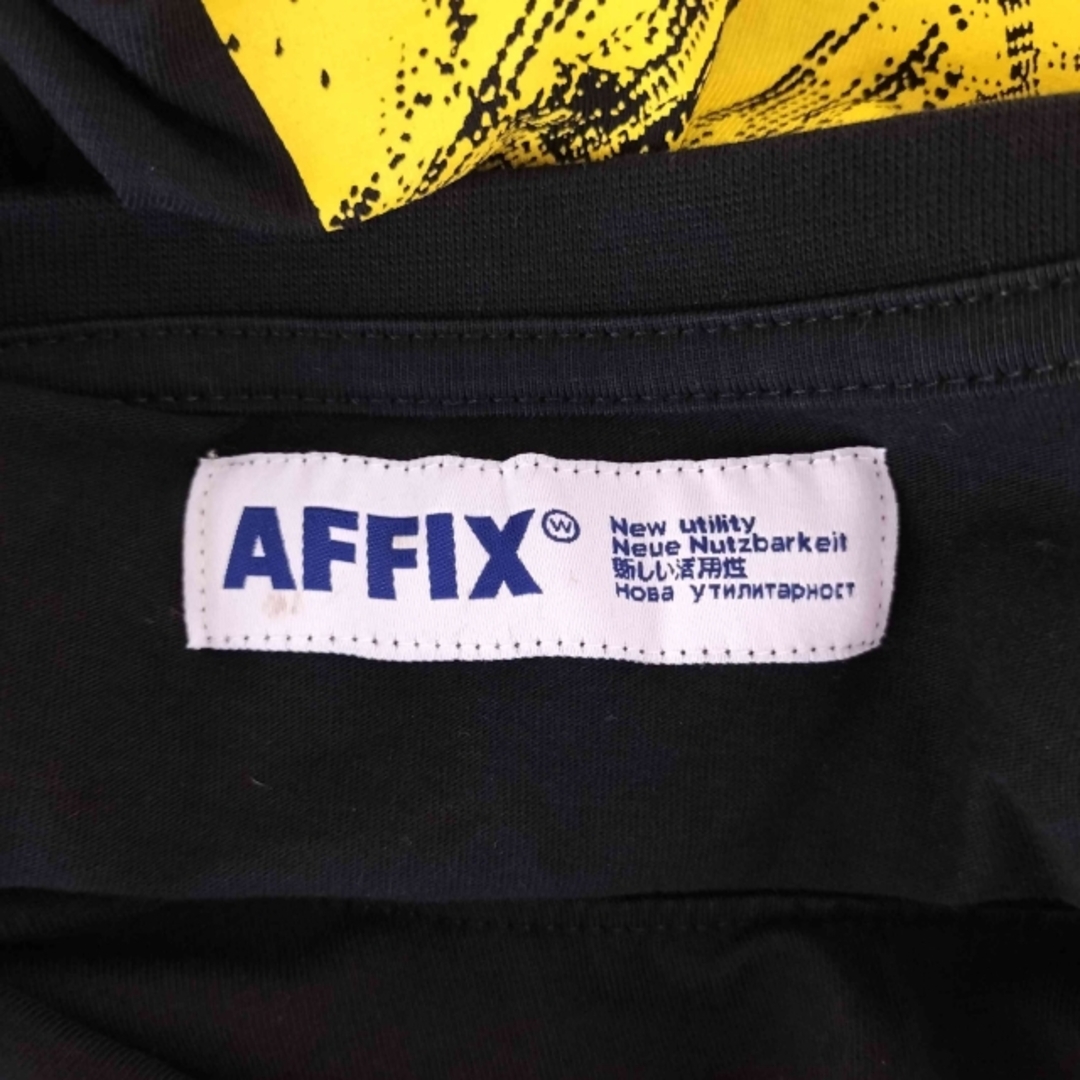 AFFIX Ⓦ
New utility
Neue Nutzbarkeit
新しい活用性
Нова утилитарност